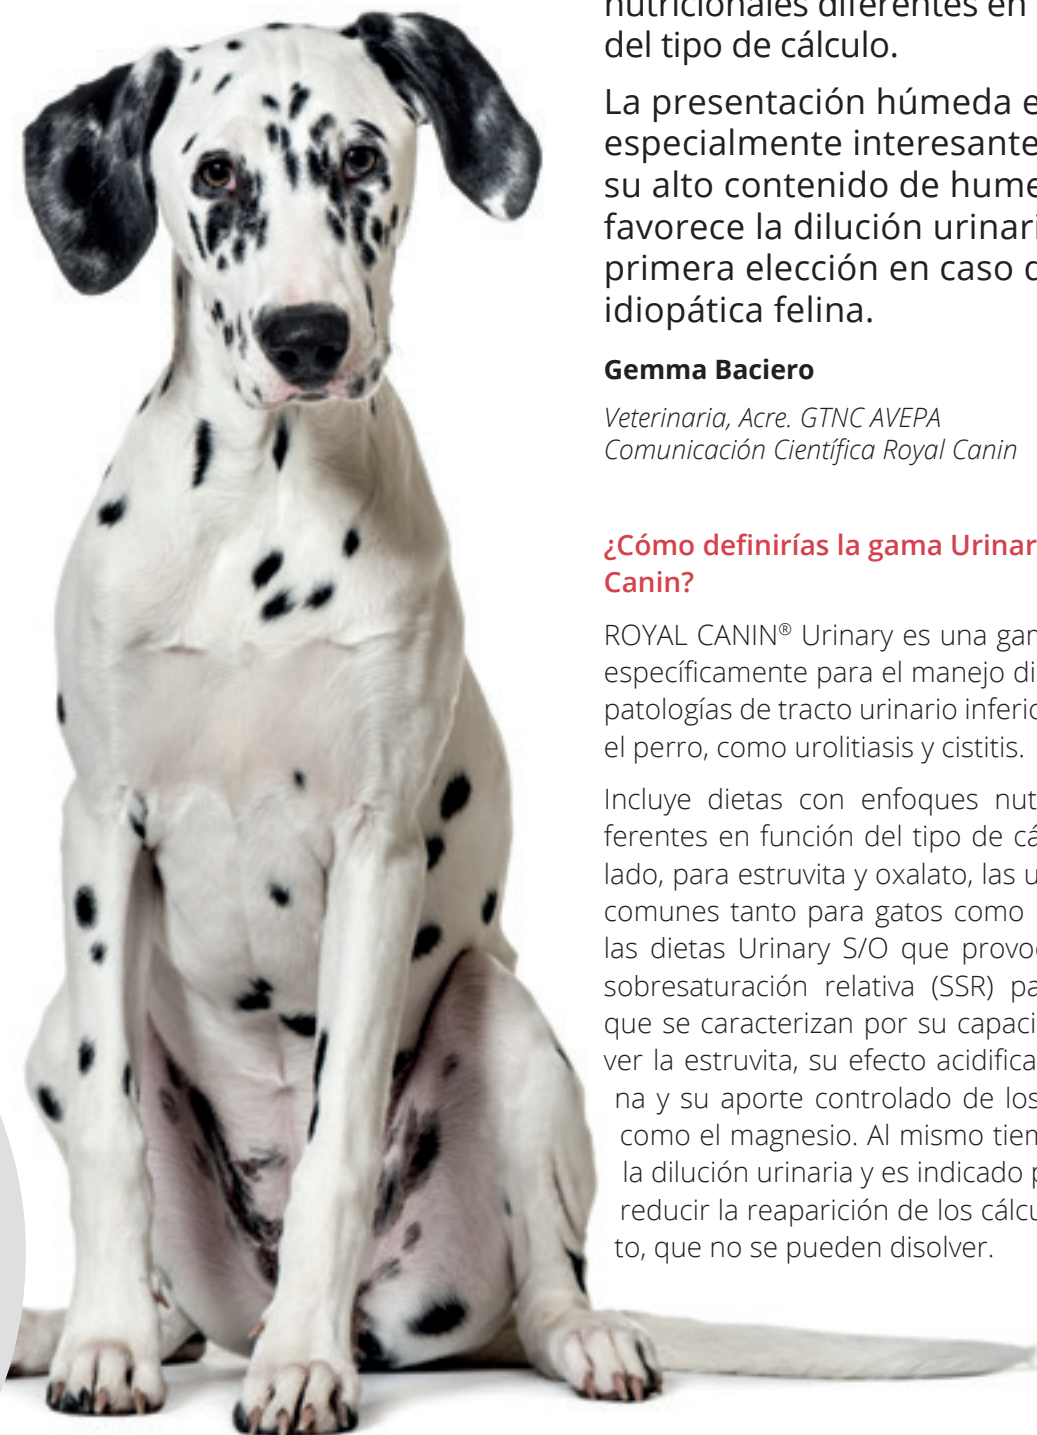 nutricionales diferentes en
del tipo de cálculo.
La presentación húmeda e
especialmente interesante
su alto contenido de hume
favorece la dilución urinari
primera elección en caso d
idiopática felina.
Gemma Baciero
Veterinaria, Acre. GTNC AVEPA
Comunicación Científica Royal Canin
¿Cómo definirías la gama Urinar
Canin?
ROYAL CANIN® Urinary es una gam
específicamente para el manejo di
patologías de tracto urinario inferio
el perro, como urolitiasis y cistitis.
Incluye dietas con enfoques nut
ferentes en función del tipo de cá
lado, para estruvita y oxalato, las u
comunes tanto para gatos como
las dietas Urinary S/O que provoc
sobresaturación relativa (SSR) pa
que se caracterizan por su capaci
ver la estruvita, su efecto acidifica
na y su aporte controlado de los
como el magnesio. Al mismo tiem
la dilución urinaria y es indicado p
reducir la reaparición de los cálcu
to, que no se pueden disolver.